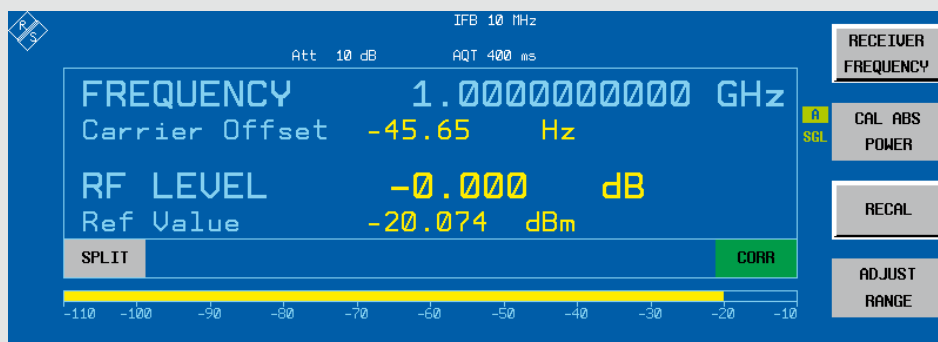 R S
IFB 10 MHz
Att 10 dB AQT 400 ms
FREQUENCY 1.0000000000 GHz
Carrier Offset -45.65 Hz
RF LEVEL -0.000 dB
Ref Value -20.074 dBm
SPLIT CORR
-110 -100 -90 -80 -70 -60 -50 -40 -30 -20 -10
A
SGL
RECEIVER
FREQUENCY
CAL ABS
POWER
RECAL
ADJUST
RANGE